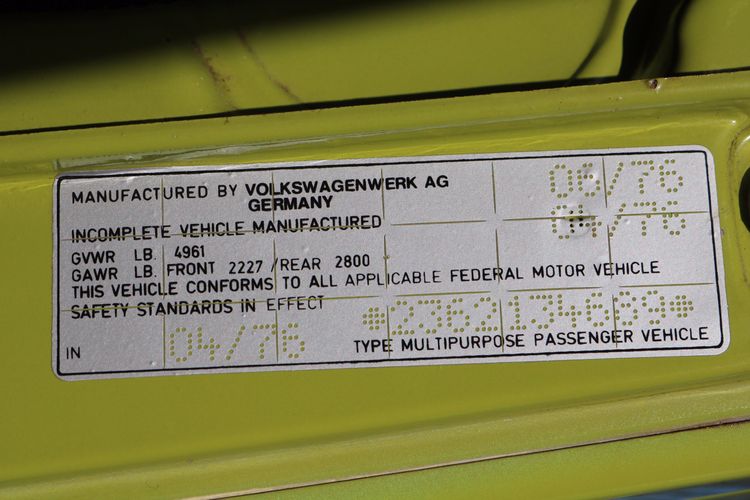 MANUFACTURED BY VOLKSWAGENWERK AG 06/76
GERMANY
INCOMPLETE VEHICLE MANUFACTURED 04/76
GVWR LB. 4961
GAWR LB. FRONT 2227 / REAR 2800
THIS VEHICLE CONFORMS TO ALL APPLICABLE FEDERAL MOTOR VEHICLE
SAFETY STANDARDS IN EFFECT
IN 04/76
TYPE MULTIPURPOSE PASSENGER VEHICLE